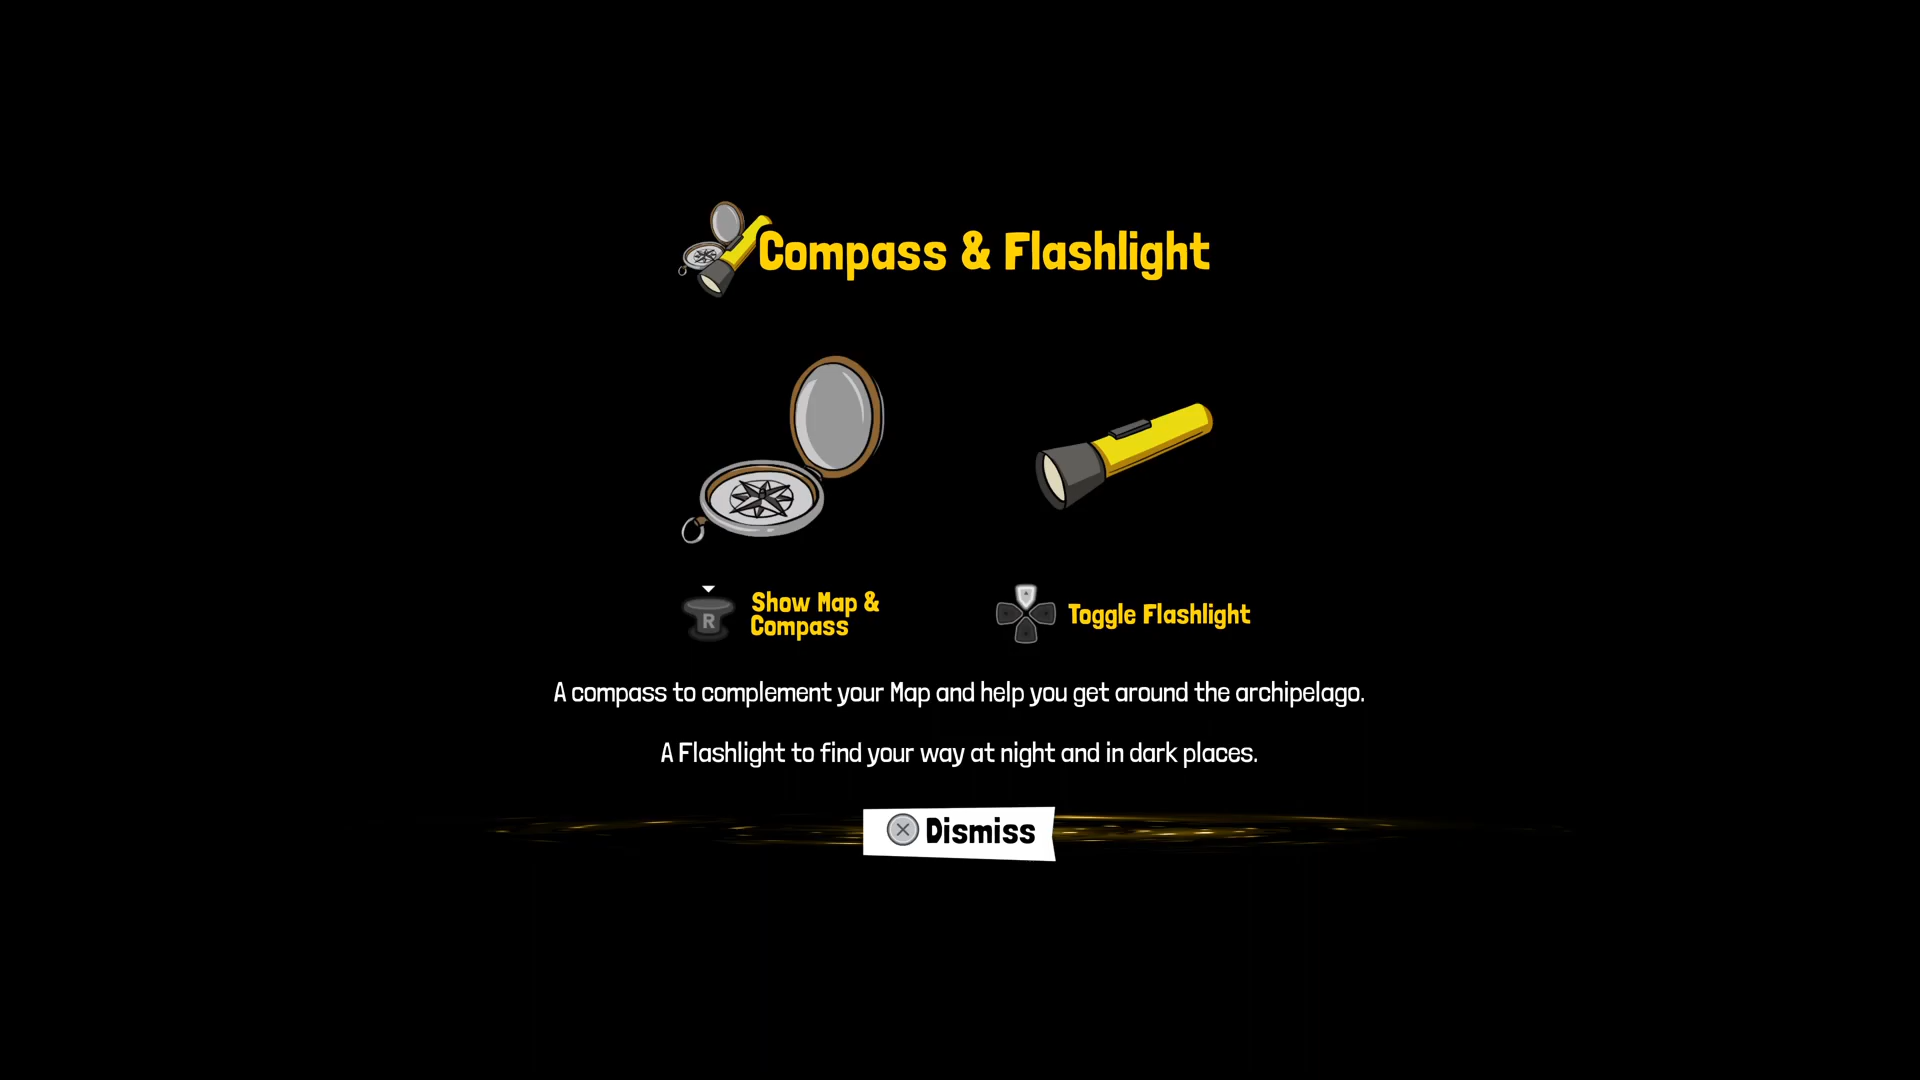 Compass & Flashlight
R
Show Map &
Compass
Toggle Flashlight
A compass to complement your Map and help you get around the archipelago.
A Flashlight to find your way at night and in dark places.
Dismiss